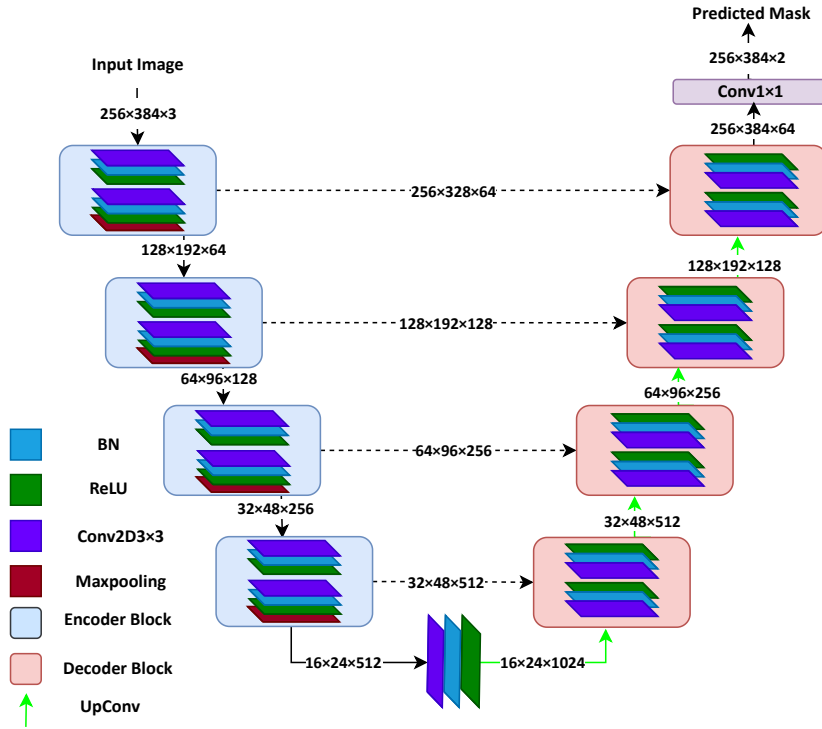 Predicted Mask
256×384×2
Input Image
Conv1×1
256×384×3
256×384×64
256×328×64
128×192×64
128×192×128
128×192×128
64×96×128
64×96×256
BN
64×96×256
ReLU
32×48×256
32×48×512
Conv2D3×3
Maxpooling
32×48×512
Encoder Block
16×24×512
16×24×1024
Decoder Block
UpConv